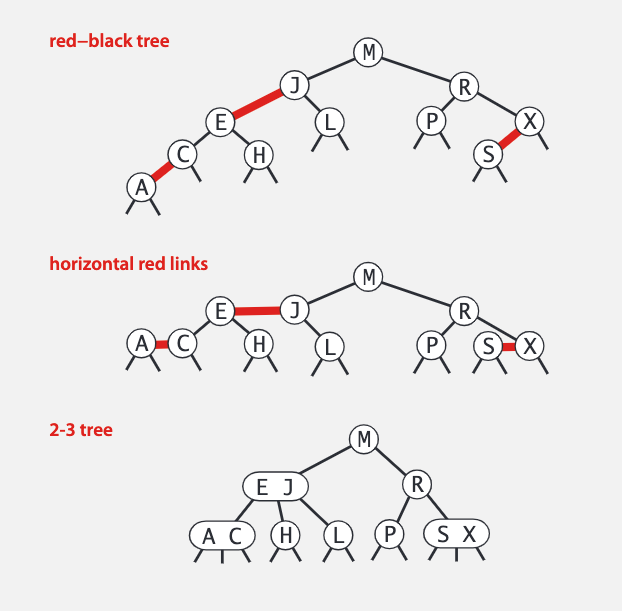 red–black tree
M
J R
E L P X
C H S
A
horizontal red links
M
E J R
A C H L P S X
2-3 tree
M
E J R
A C H L P S X